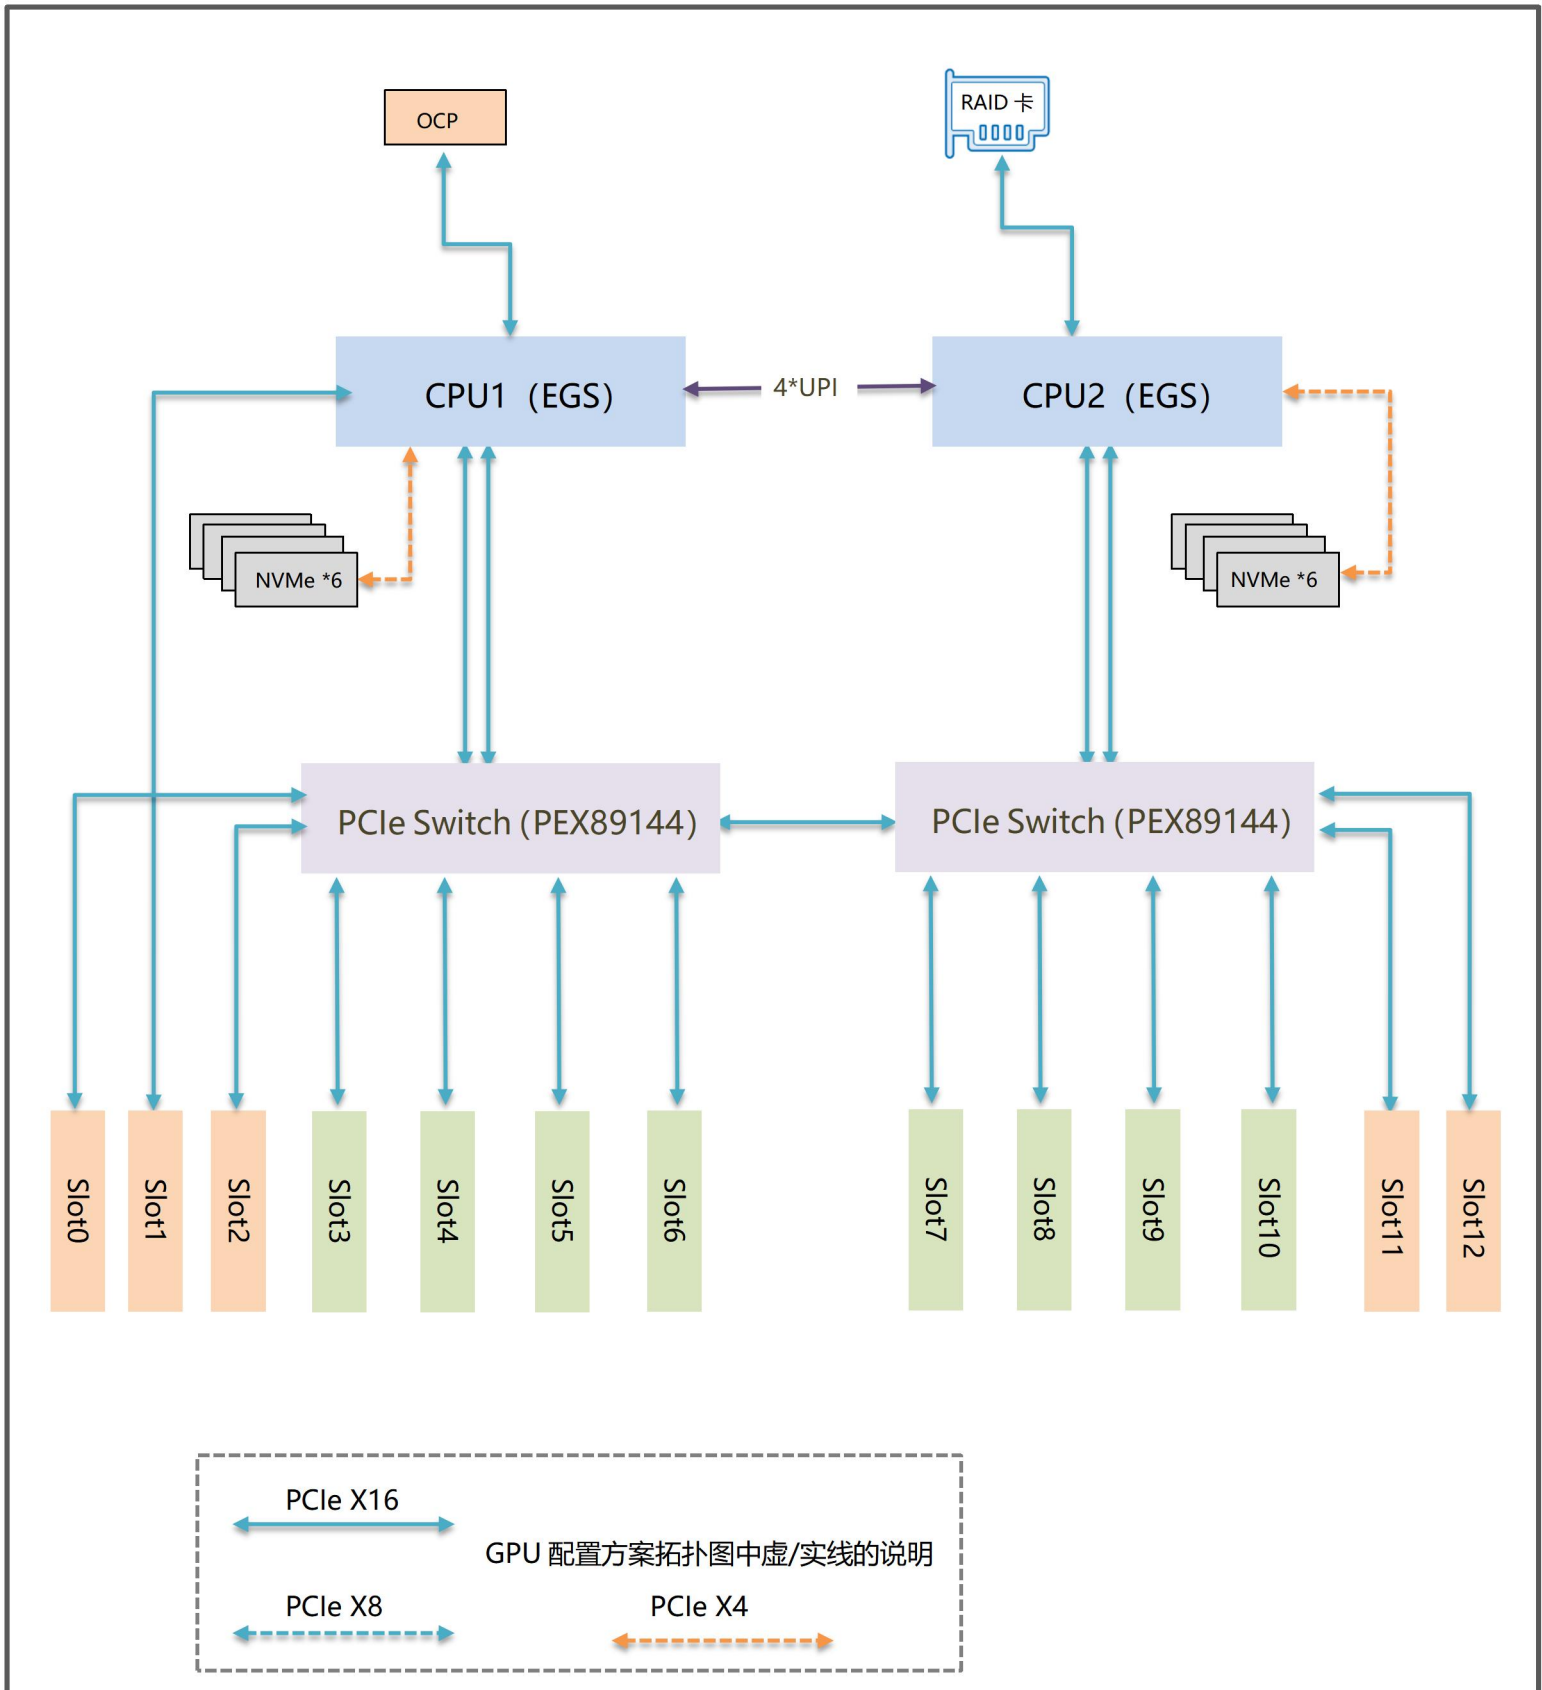 OCP
RAID 卡
CPU1（EGS）
4*UPI
CPU2（EGS）
NVMe *6
NVMe *6
PCIe Switch（PEX89144）
PCIe Switch（PEX89144）
Slot0
Slot1
Slot2
Slot3
Slot4
Slot5
Slot6
Slot7
Slot8
Slot9
Slot10
Slot11
Slot12
PCIe X16
GPU 配置方案拓扑图中虚/实线的说明
PCIe X8
PCIe X4